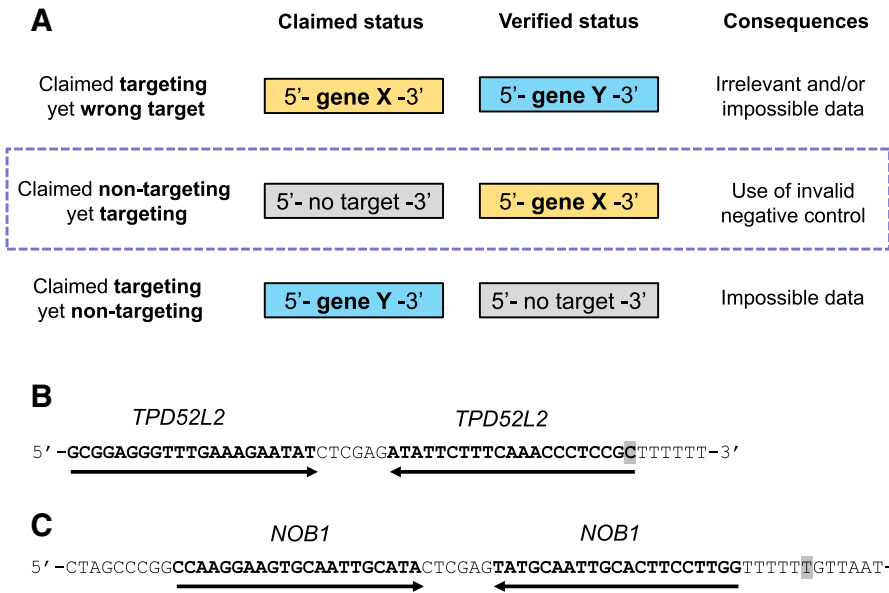 A
Claimed status
Verified status
Consequences
Claimed targeting
yet wrong target
5’- gene X -3’
5’- gene Y -3’
Irrelevant and/or
impossible data
Claimed non-targeting
yet targeting
5’- no target -3’
5’- gene X -3’
Use of invalid
negative control
Claimed targeting
yet non-targeting
5’- gene Y -3’
5’- no target -3’
Impossible data
B
TPD52L2
TPD52L2
5’-GCGGAGGGTTTGAAAGAATATCTCGAGATATTCTTTCAAACCCTCCGCTTTTTT-3’
C
NOB1
NOB1
5’-CTAGCCCGGCCAAGGAAGTGCAATTGCATACTCGAGTATGCAATTGCACTTCCTTGGTTTTTTGTTAAT-